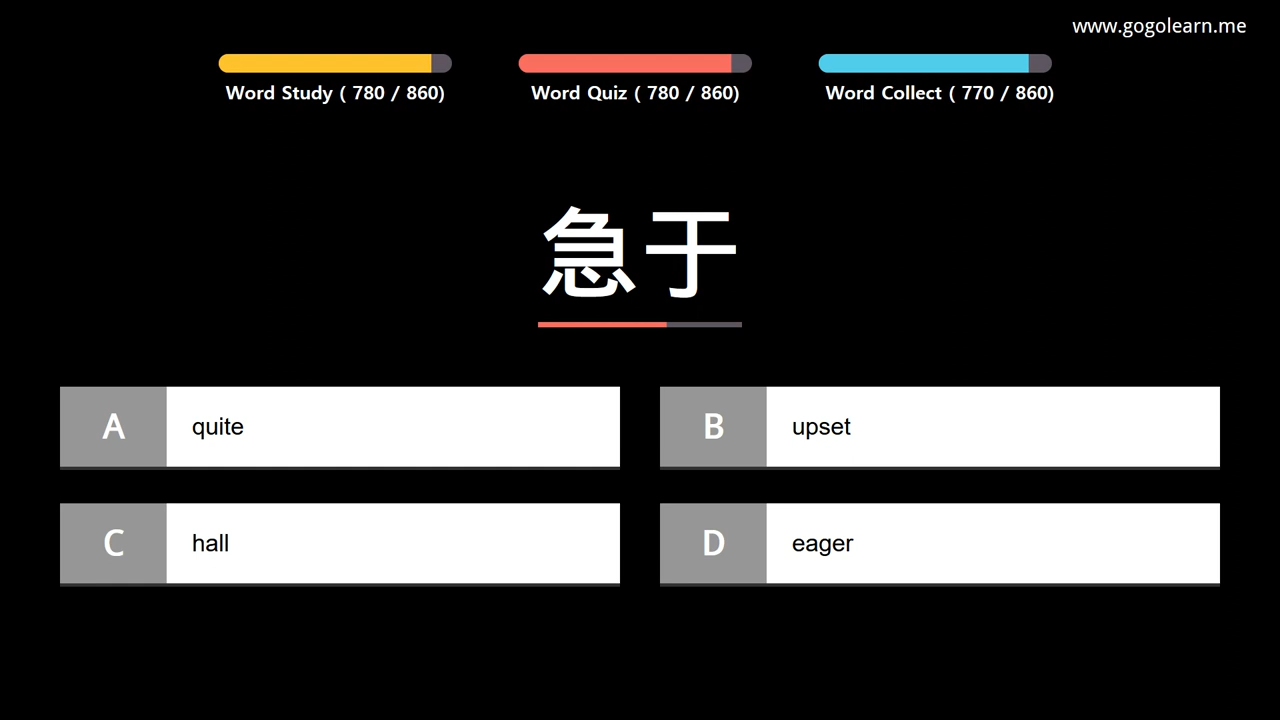 www.gogolearn.me
Word Study ( 780 / 860)
Word Quiz ( 780 / 860)
Word Collect ( 770 / 860)
急于
A quite
B upset
C hall
D eager